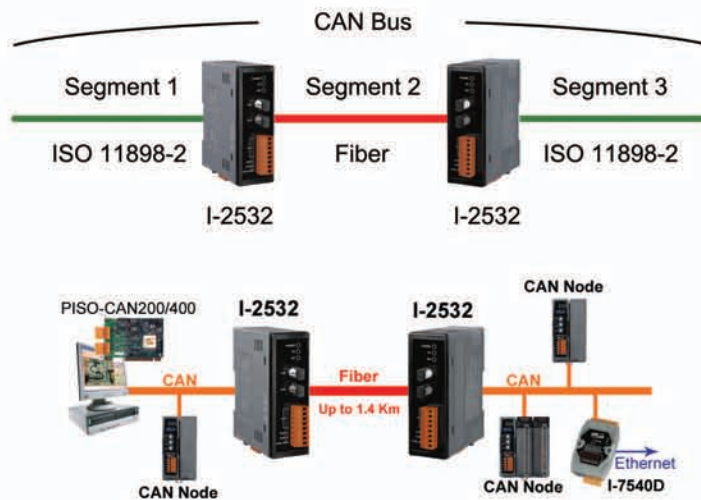 CAN Bus
Segment 1
Segment 2
Segment 3
ISO 11898-2
Fiber
ISO 11898-2
I-2532
I-2532
PISO-CAN200/400
I-2532
I-2532
CAN Node
CAN
Fiber
Up to 1.4 Km
CAN
CAN Node
CAN Node
I-7540D
Ethernet